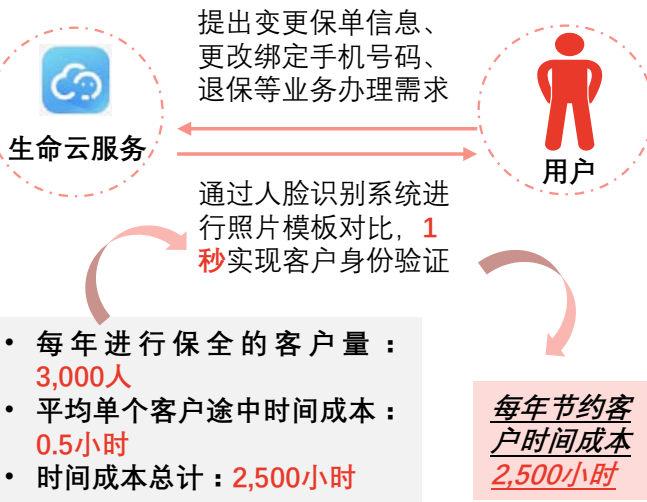 提出变更保单信息、
更改绑定手机号码、
退保等业务办理需求
生命云服务
用户
通过人脸识别系统进
行照片模板对比，1
秒实现客户身份验证
• 每年进行保全的客户量：
3,000人
• 平均单个客户途中时间成本：
0.5小时
• 时间成本总计：2,500小时
每年节约客
户时间成本
2,500小时